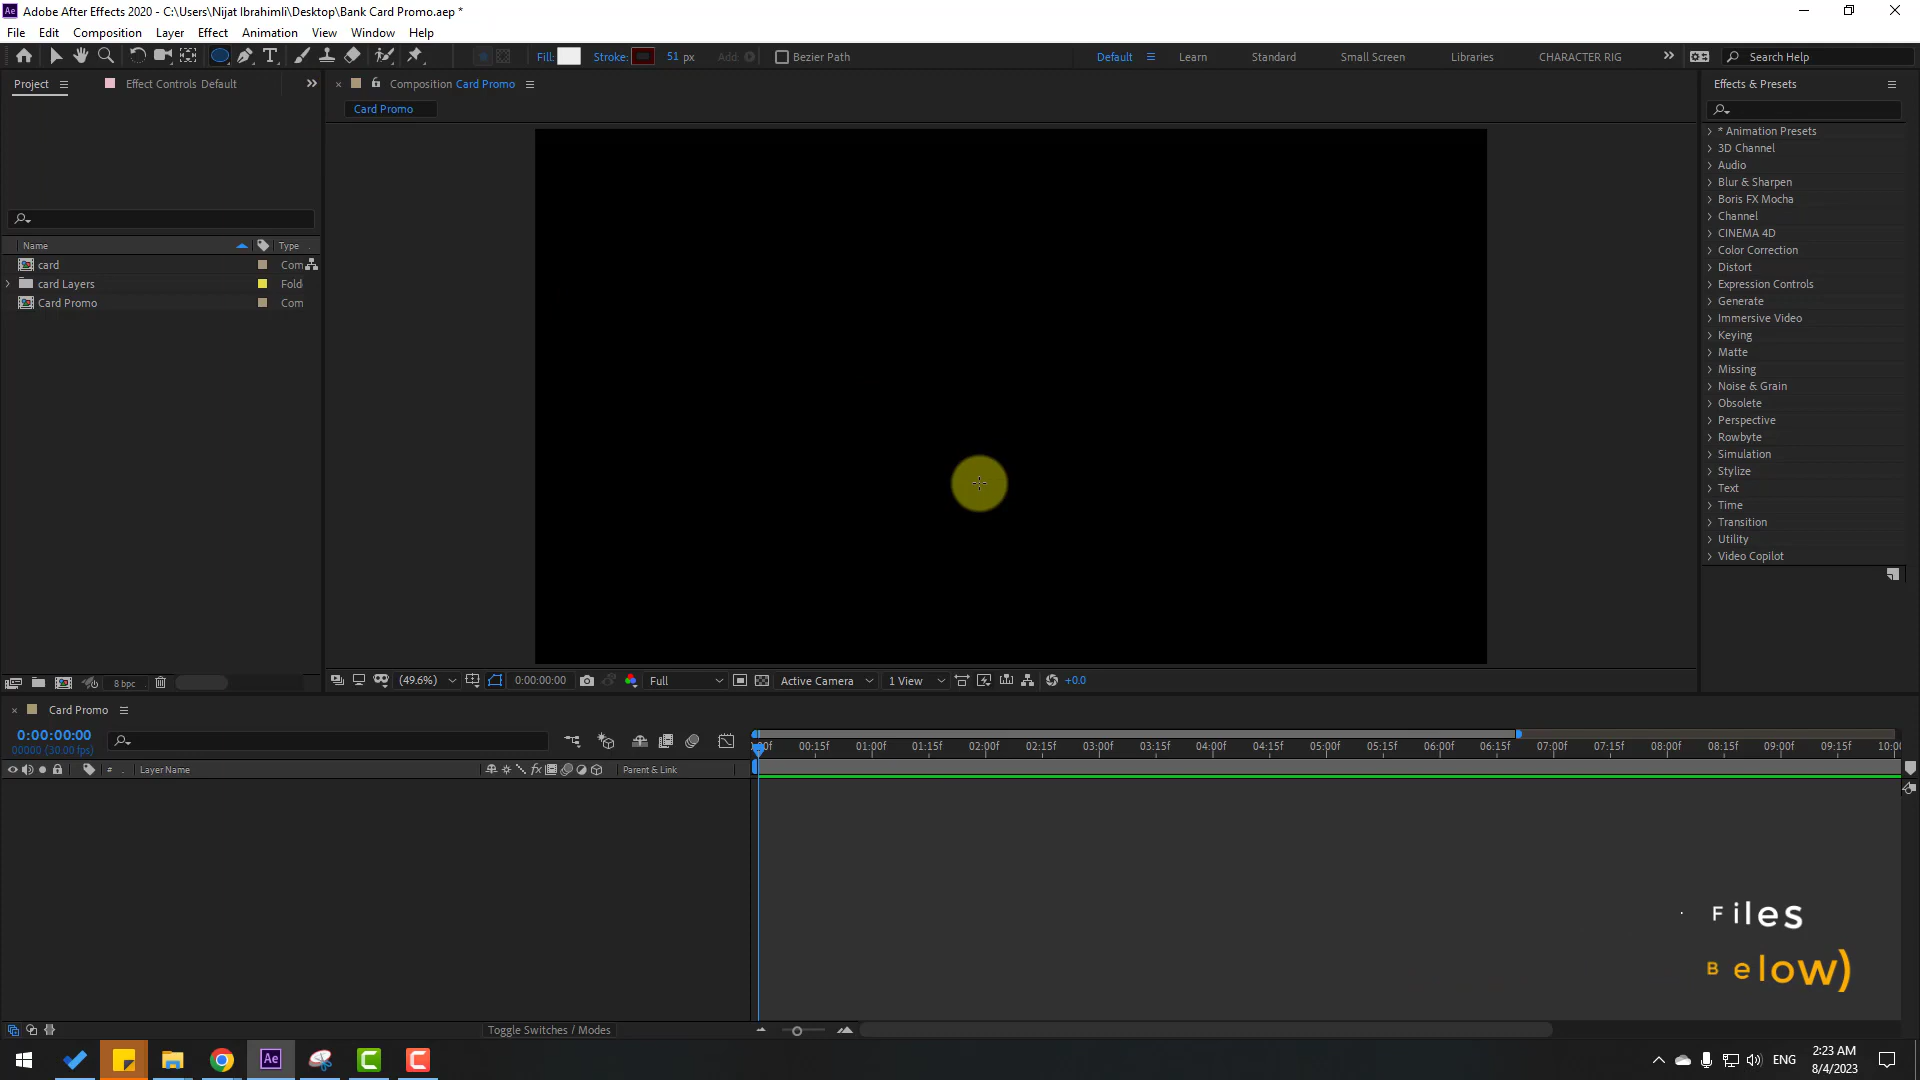 Adobe After Effects 2020 - C:\Users\Nijat Ibrahimli\Desktop\Bank Card Promo.aep *
File Edit Composition Layer Effect Animation View Window Help
Fill: Stroke: 51 px Add: Bezier Path Default Learn Standard Small Screen Libraries CHARACTER RIG Search Help
Project Effect Controls Default
Composition Card Promo
Effects & Presets
Card Promo
* Animation Presets
3D Channel
Audio
Blur & Sharpen
Boris FX Mocha
Channel
CINEMA 4D
Color Correction
Distort
Expression Controls
Generate
Immersive Video
Keying
Matte
Missing
Noise & Grain
Obsolete
Perspective
Rowbyte
Simulation
Stylize
Text
Time
Transition
Utility
Video Copilot
Name Type
card Com
card Layers Fold
Card Promo Com
8 bpc
(49.6%) 0:00:00:00 Full Active Camera 1 View +0.0
Card Promo
0:00:00:00
00000 (30.00 fps)
:00f 00:15f 01:00f 01:15f 02:00f 02:15f 03:00f 03:15f 04:00f 04:15f 05:00f 05:15f 06:00f 06:15f 07:00f 07:15f 08:00f 08:15f 09:00f 09:15f 10:00
# Layer Name Parent & Link
Files
Below)
Toggle Switches / Modes
ENG
2:23 AM
8/4/2023